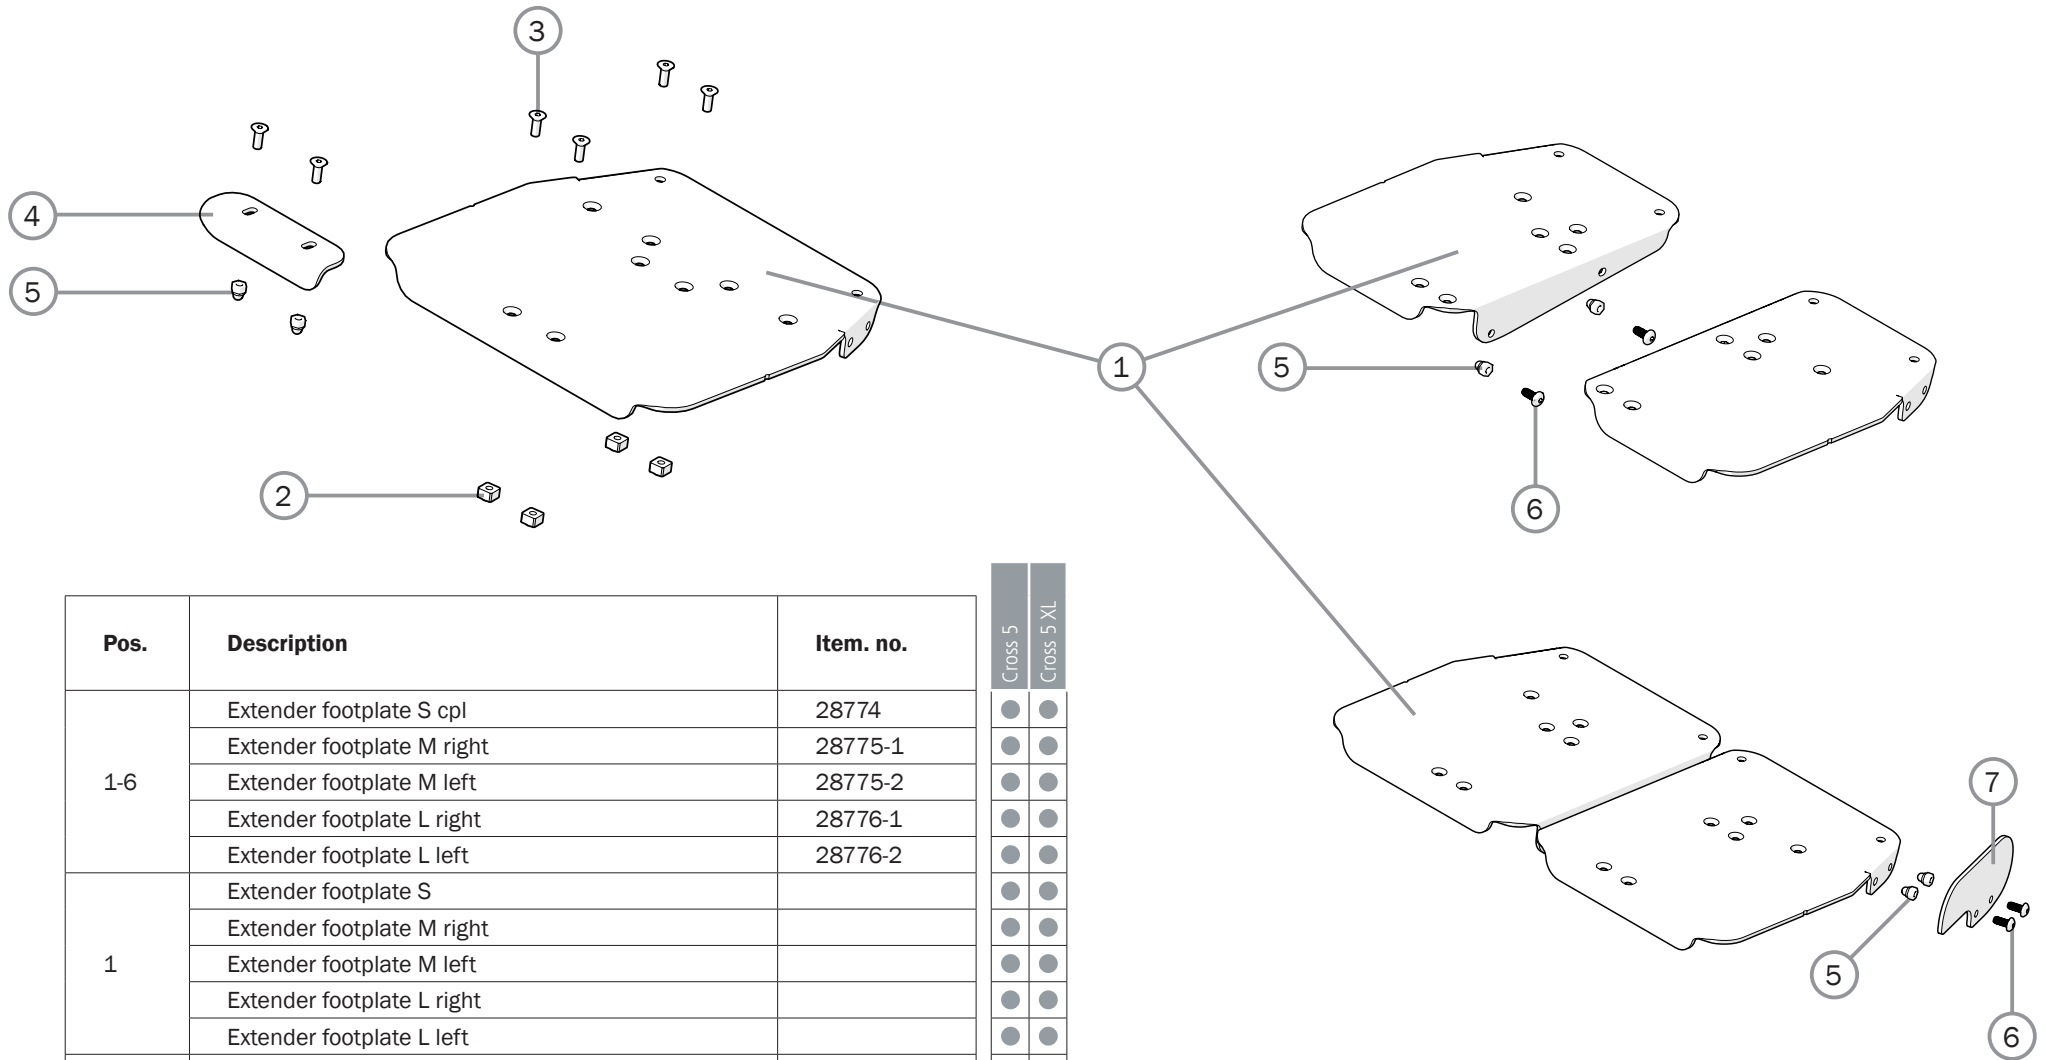 3
4
5
1
5
2
6
7
5
6
Cross 5
Cross 5 XL
Pos. Description Item. no.
1-6
Extender footplate S cpl 28774
Extender footplate M right 28775-1
Extender footplate M left 28775-2
Extender footplate L right 28776-1
Extender footplate L left 28776-2
1
Extender footplate S
Extender footplate M right
Extender footplate M left
Extender footplate L right
Extender footplate L left